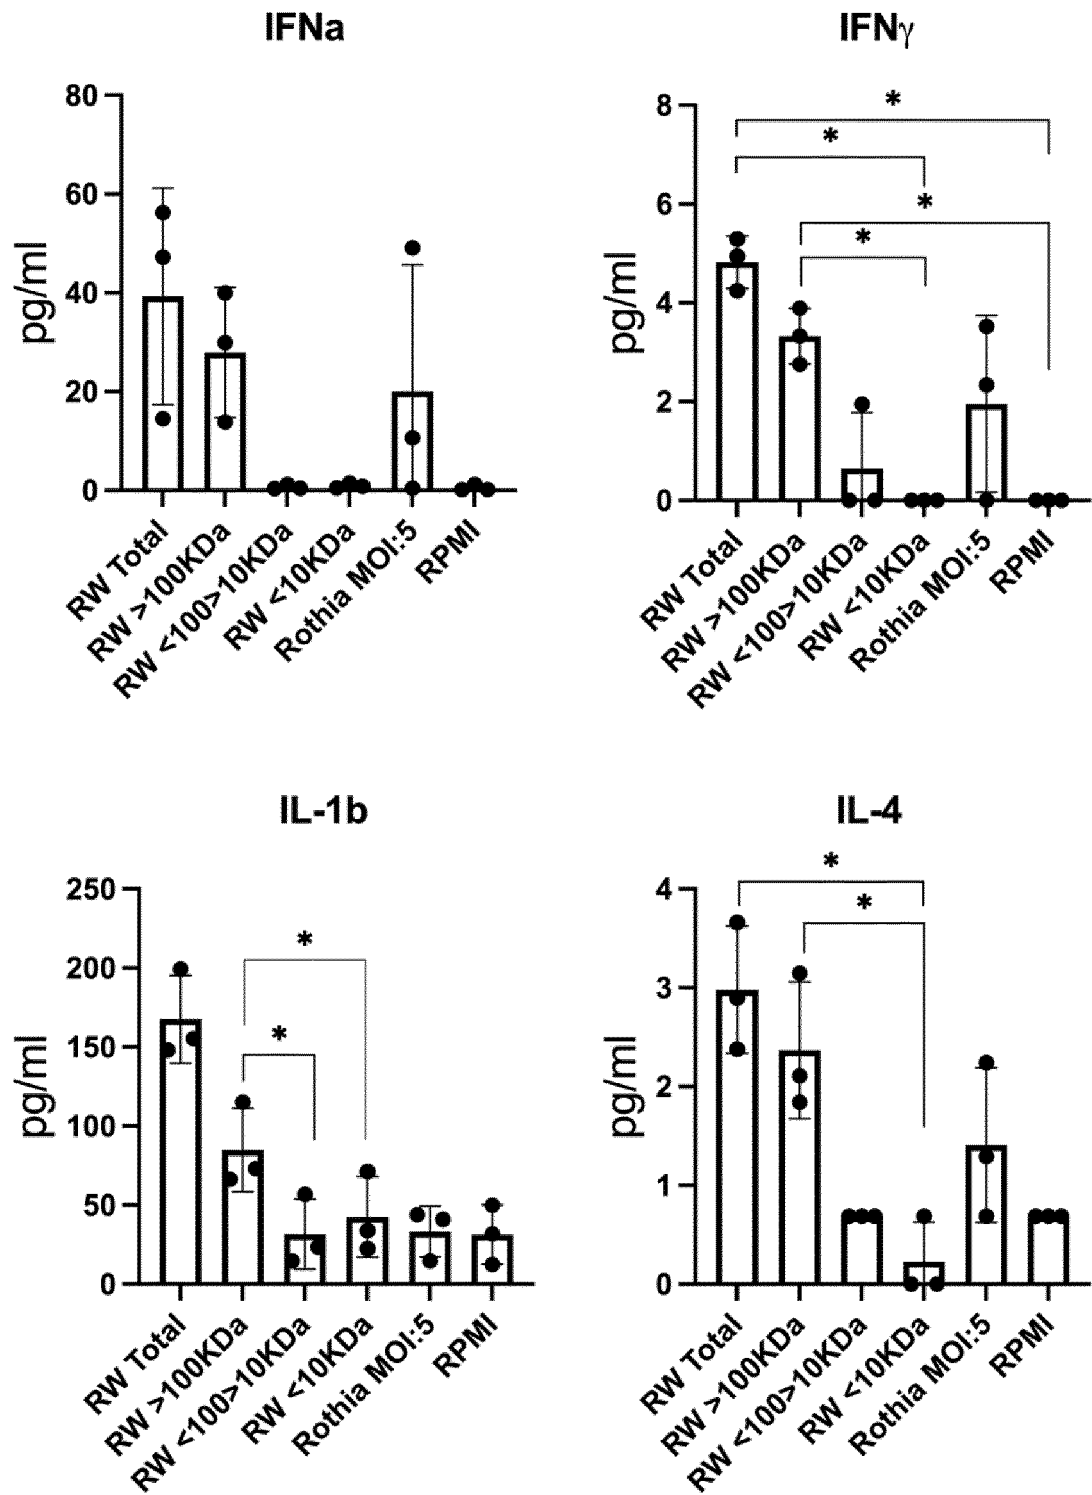 IFNa
pg/ml
80
60
40
20
0
RW Total
RW >100KDa
RW <100>10KDa
RW <10KDa
Rothia MOI:5
RPMI
IFNγ
pg/ml
8
6
4
2
0
*
*
*
*
RW Total
RW >100KDa
RW <100>10KDa
RW <10KDa
Rothia MOI:5
RPMI
IL-1b
pg/ml
250
200
150
100
50
0
*
*
RW Total
RW >100KDa
RW <100>10KDa
RW <10KDa
Rothia MOI:5
RPMI
IL-4
pg/ml
4
3
2
1
0
*
*
RW Total
RW >100KDa
RW <100>10KDa
RW <10KDa
Rothia MOI:5
RPMI